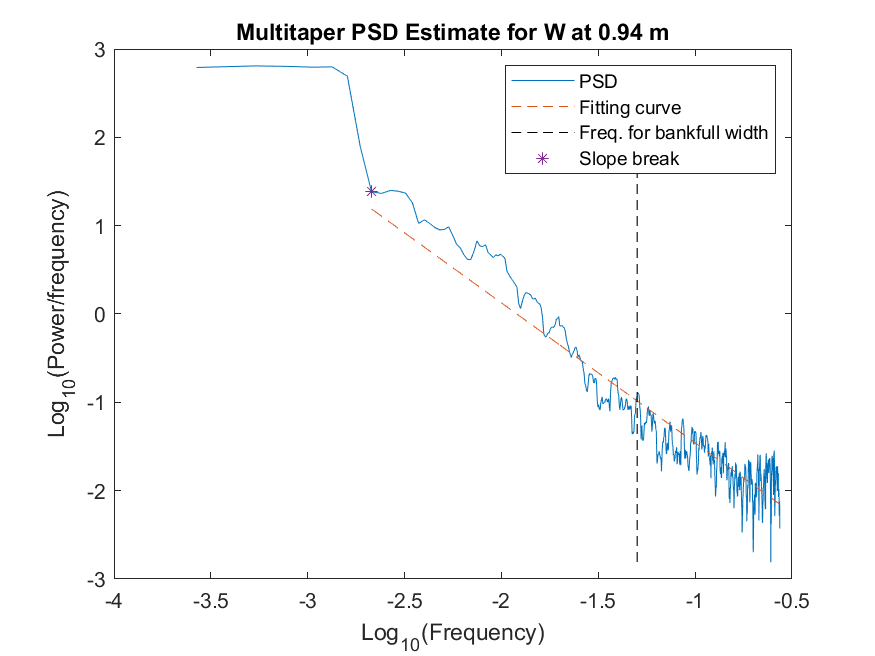 Multitaper PSD Estimate for W at 0.94 m
3
2
1
0
-1
-2
-3
Log10(Power/frequency)
PSD
Fitting curve
Freq. for bankfull width
Slope break
-4
-3.5
-3
-2.5
-2
-1.5
-1
-0.5
Log10(Frequency)